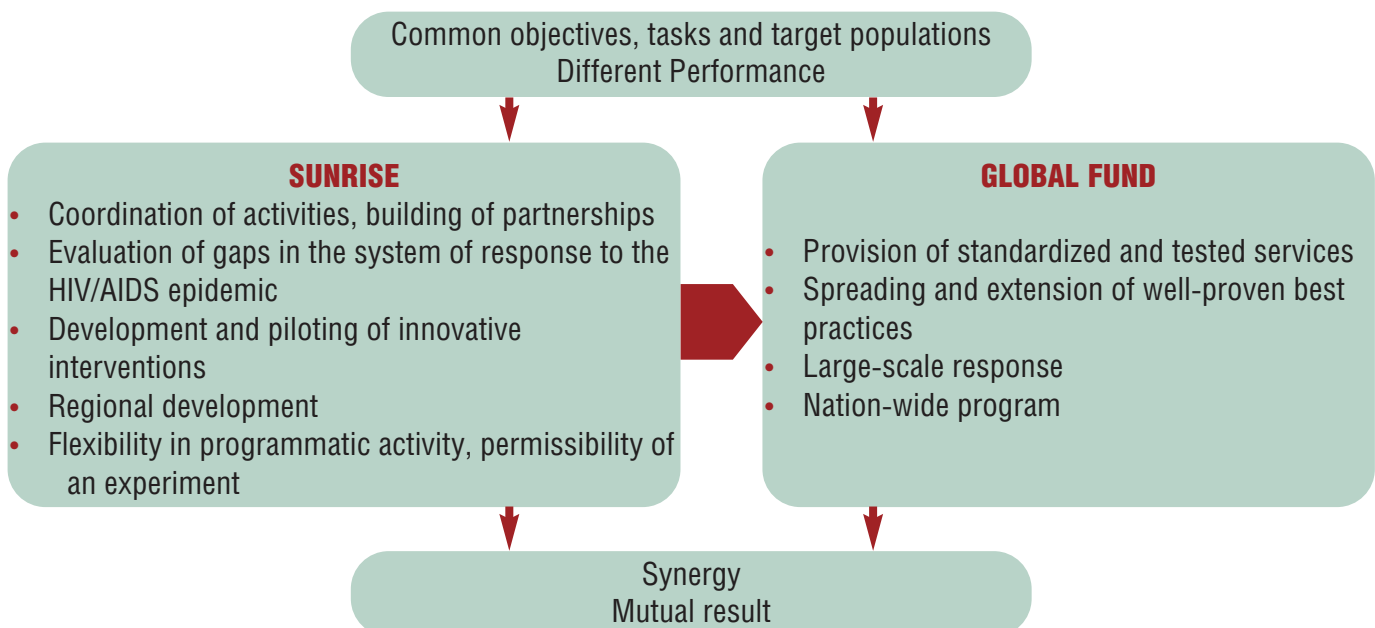 Common objectives, tasks and target populations
Different Performance
SUNRISE
• Coordination of activities, building of partnerships
• Evaluation of gaps in the system of response to the
HIV/AIDS epidemic
• Development and piloting of innovative
interventions
• Regional development
• Flexibility in programmatic activity, permissibility of
an experiment
GLOBAL FUND
• Provision of standardized and tested services
• Spreading and extension of well-proven best
practices
• Large-scale response
• Nation-wide program
Synergy
Mutual result